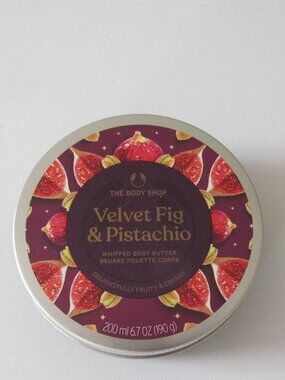 THE BODY SHOP
Velvet Fig
& Pistachio
WHIPPED BODY BUTTER
BEURRE FOUETTE CORPS
DELIGHTFULLY FRUITY & CREAMY
200 ml 6.7 OZ (190 g)